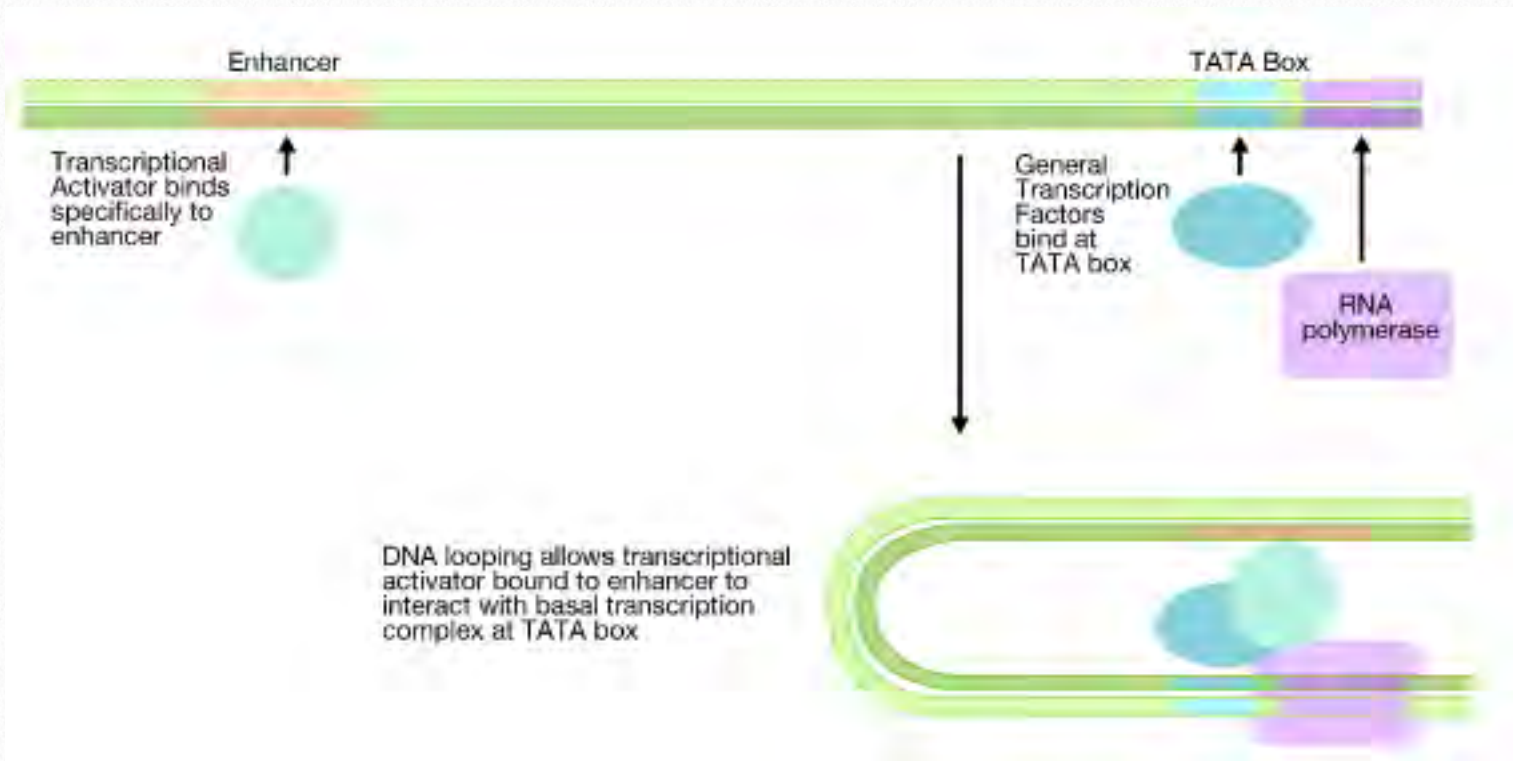 Enhancer
TATA Box
Transcriptional
Activator binds
specifically to
enhancer
General
Transcription
Factors
bind at
TATA box
RNA
polymerase
DNA looping allows transcriptional
activator bound to enhancer to
interact with basal transcription
complex at TATA box